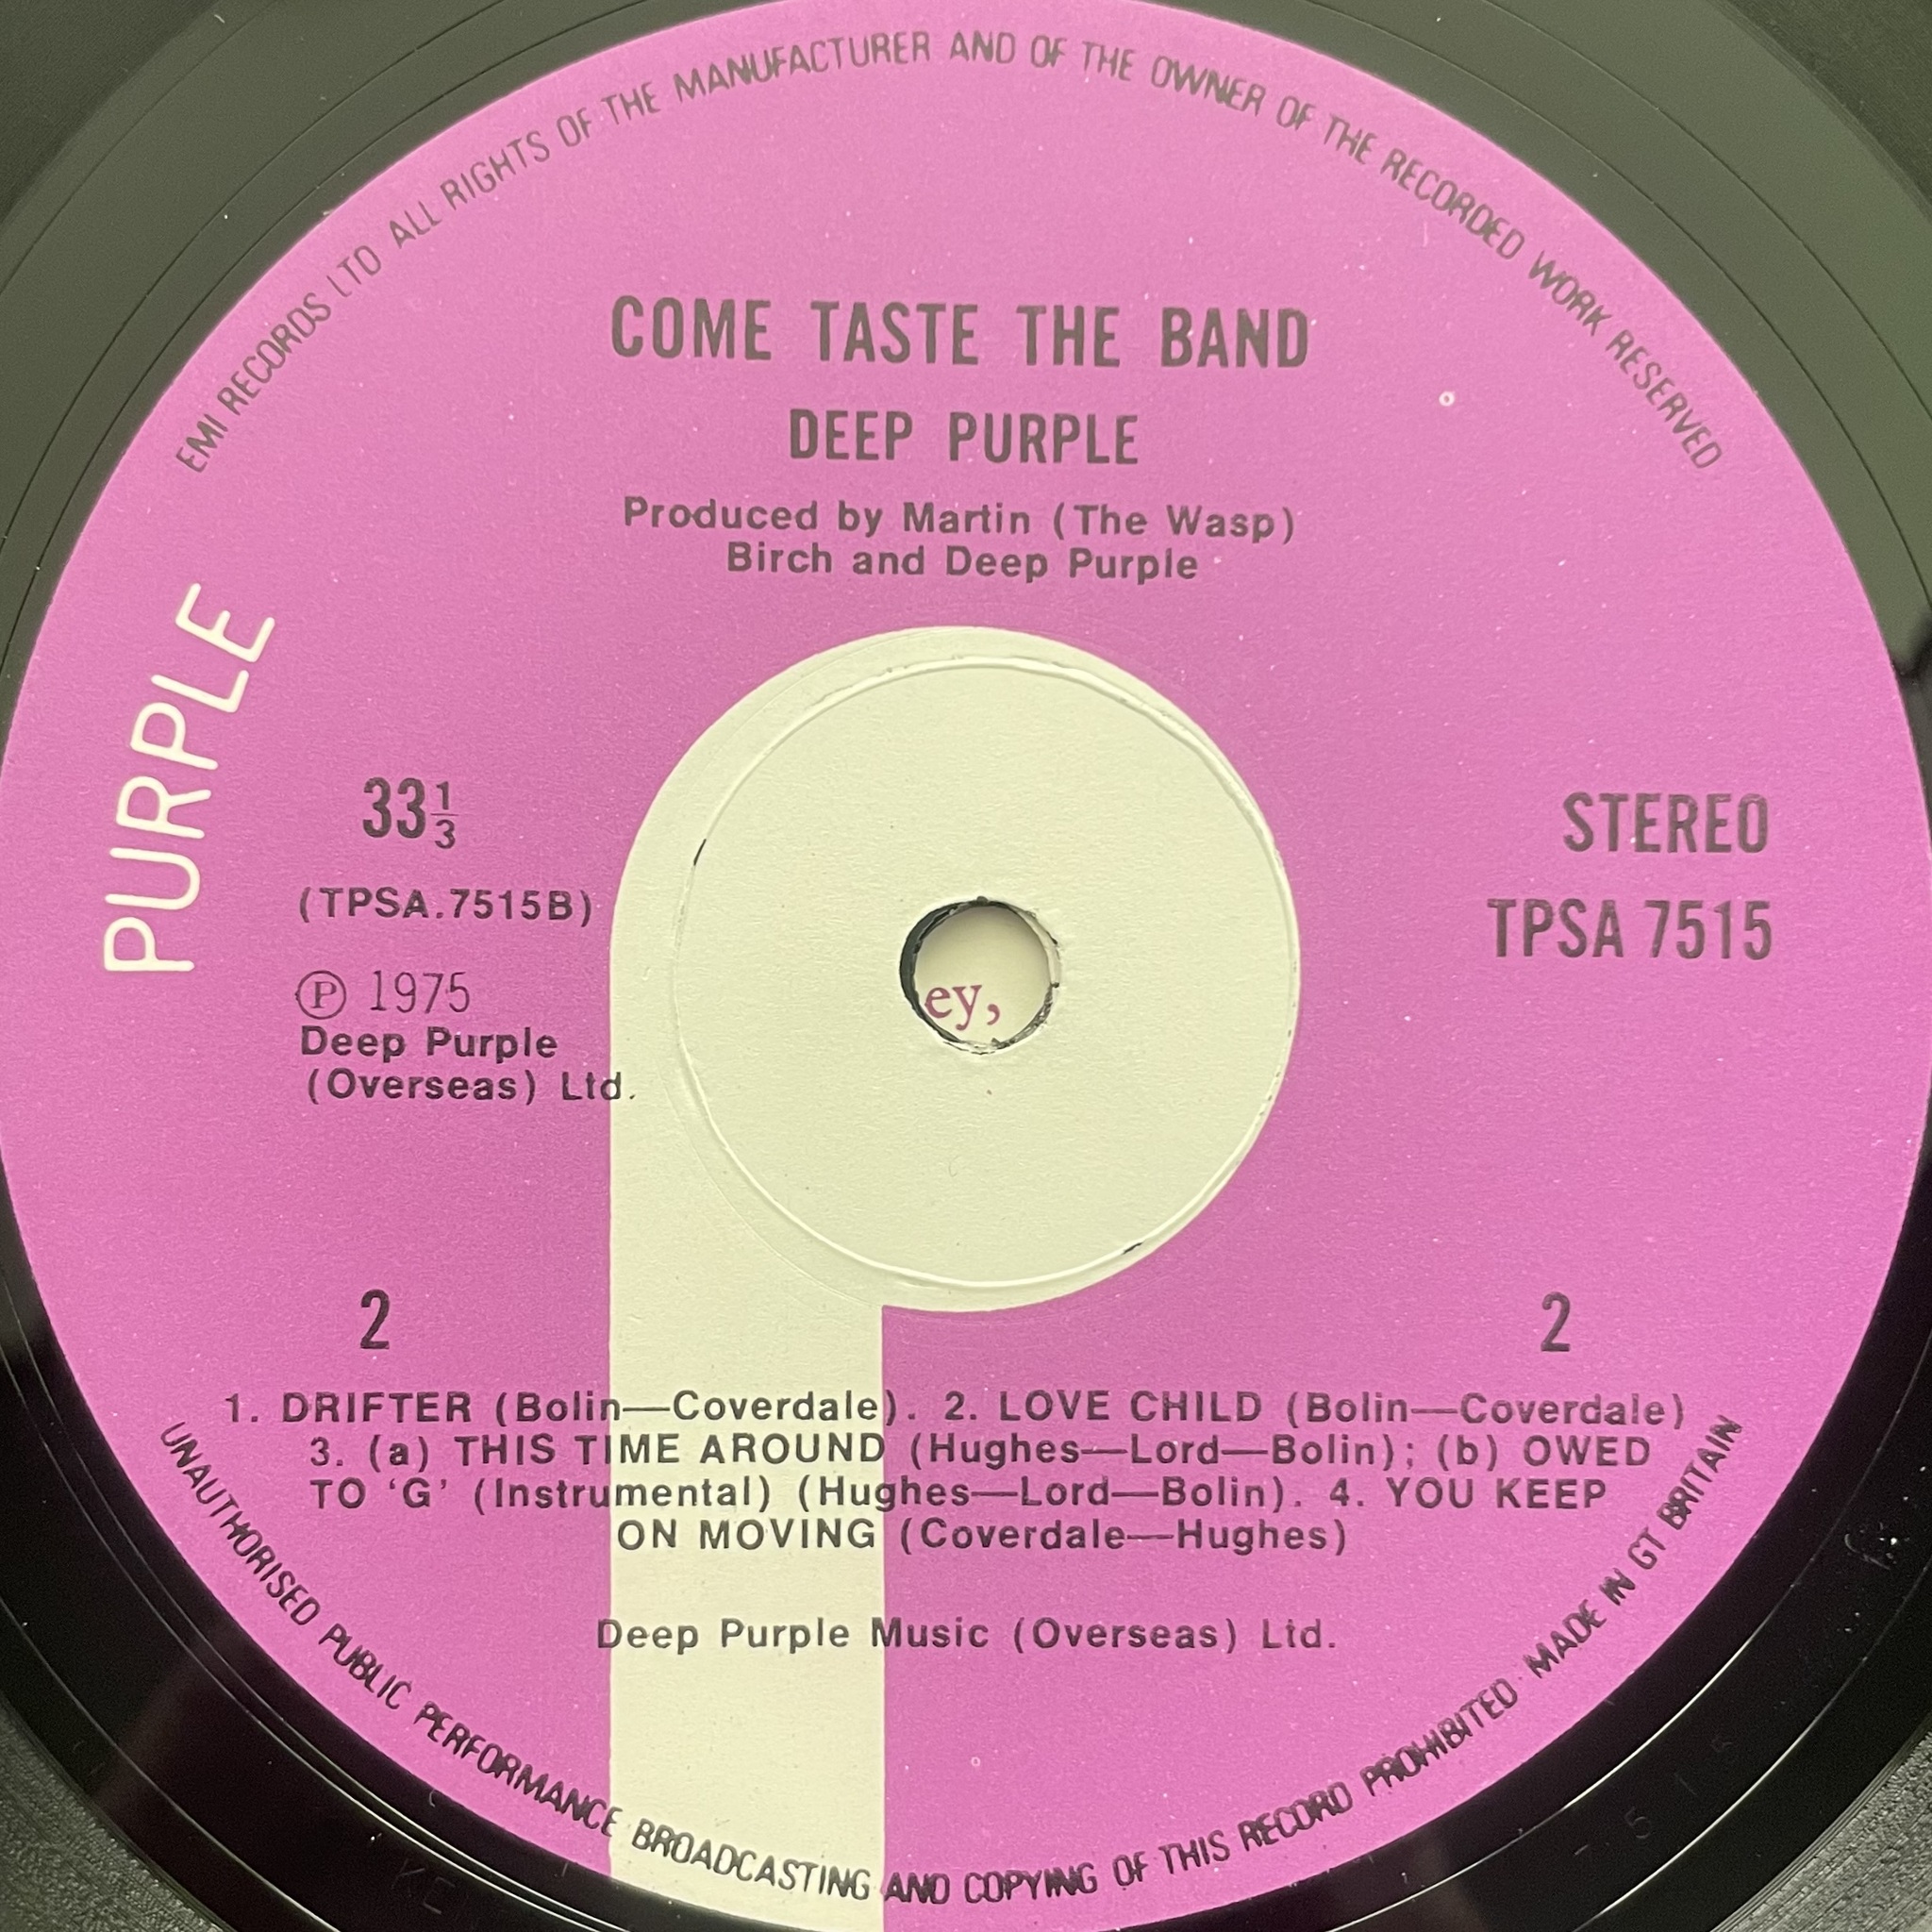 EMI RECORDS LTD ALL RIGHTS OF THE MANUFACTURER AND OF THE OWNER OF THE RECORDED WORK RESERVED
COME TASTE THE BAND
DEEP PURPLE
Produced by Martin (The Wasp)
Birch and Deep Purple
PURPLE
33⅓
(TPSA.7515B)
℗ 1975
Deep Purple
(Overseas) Ltd.
ey,
STEREO
TPSA 7515
2
2
1. DRIFTER (Bolin—Coverdale). 2. LOVE CHILD (Bolin—Coverdale)
3. (a) THIS TIME AROUND (Hughes—Lord—Bolin); (b) OWED
TO ‘G’ (Instrumental) (Hughes—Lord—Bolin). 4. YOU KEEP
ON MOVING (Coverdale—Hughes)
Deep Purple Music (Overseas) Ltd.
UNAUTHORISED PUBLIC PERFORMANCE BROADCASTING AND COPYING OF THIS RECORD PROHIBITED · MADE IN GT BRITAIN